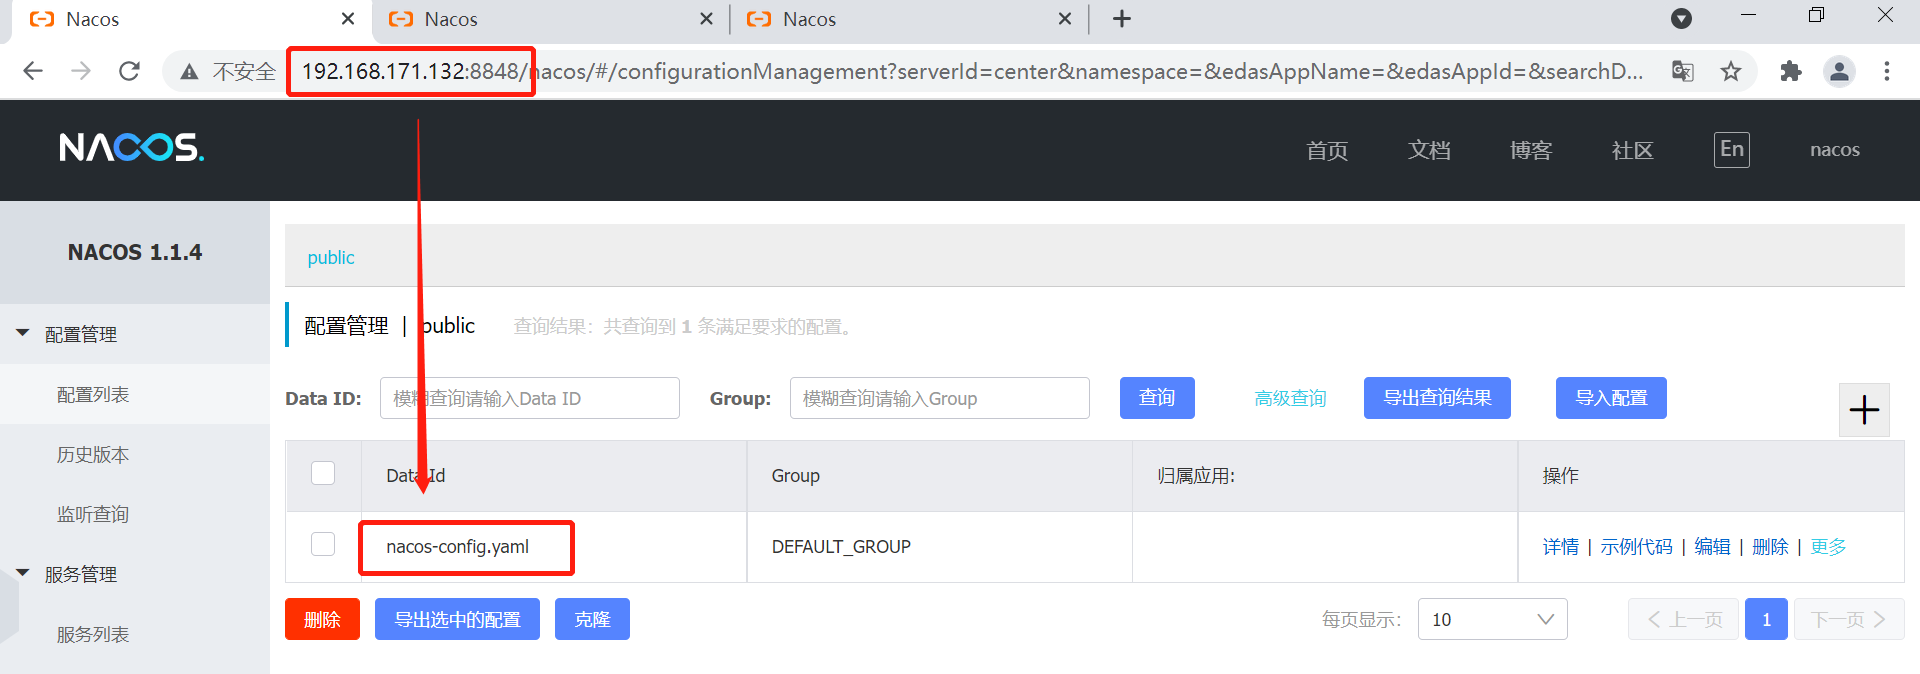 Nacos
Nacos
Nacos
不安全 192.168.171.132:8848/nacos/#/configurationManagement?serverId=center&namespace=&edasAppName=&edasAppId=&searchD...
NACOS.
首页 文档 博客 社区 En nacos
NACOS 1.1.4
配置管理
配置列表
历史版本
监听查询
服务管理
服务列表
public
配置管理 | public 查询结果：共查询到 1 条满足要求的配置。
Data ID: 模糊查询请输入Data ID Group: 模糊查询请输入Group 查询 高级查询 导出查询结果 导入配置
Data Id Group 归属应用: 操作
nacos-config.yaml DEFAULT_GROUP 详情 | 示例代码 | 编辑 | 删除 | 更多
删除 导出选中的配置 克隆 每页显示: 10 上一页 1 下一页